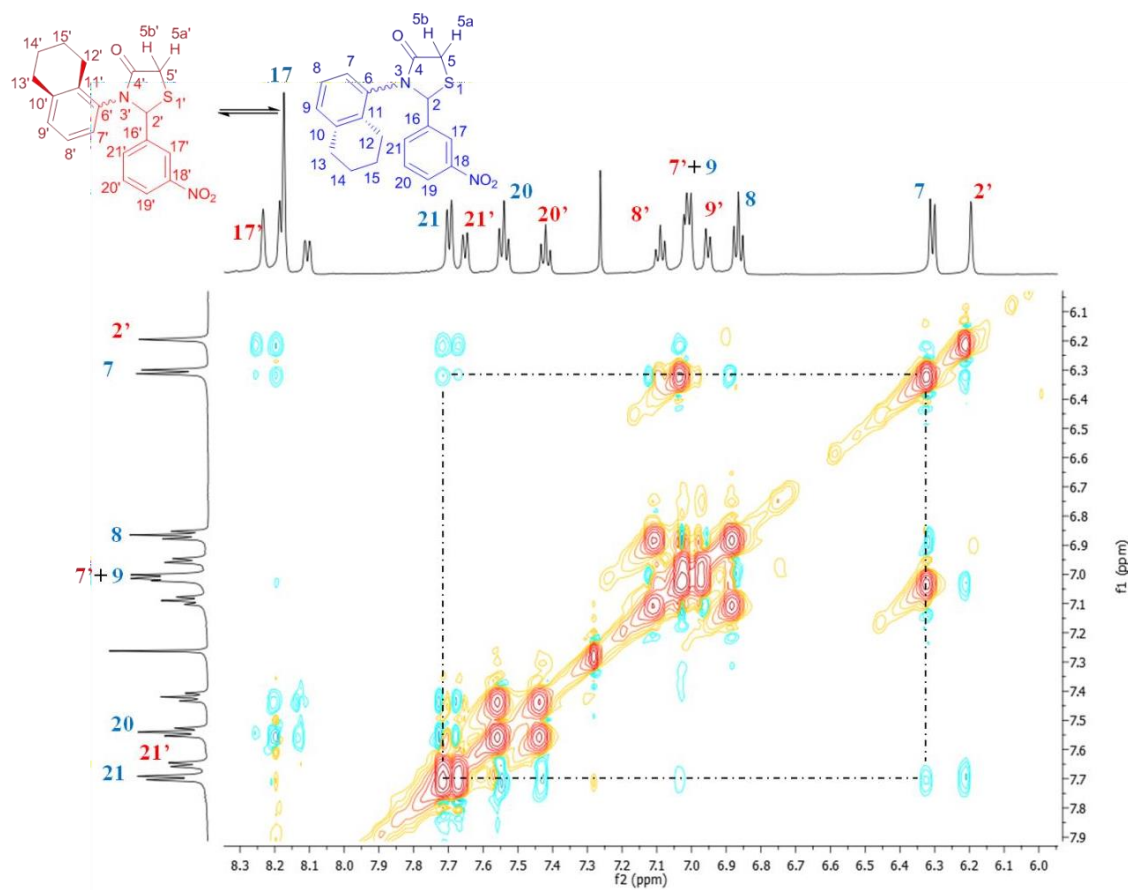 5b' 5a'
H H
15'
14' 12' O
13' 11' 4' 5'
10' N S
6' 3' 1'
9' 2'
8' 7' 16'
21' 17'
20' 18'
19' NO₂
5b 5a
H H
O
7 4 5
8 6 3 N S
9 2 1
11 16
10 12 21 17
13 18
14 15 20 19 NO₂
17
17’
21
21’
20
20’
8’
7’+ 9
9’
8
7
2’
2’
7
8
7’+ 9
20
21’
21
6.1
6.2
6.3
6.4
6.5
6.6
6.7
6.8
6.9
7.0
7.1
7.2
7.3
7.4
7.5
7.6
7.7
7.8
7.9
f1 (ppm)
8.3 8.2 8.1 8.0 7.9 7.8 7.7 7.6 7.5 7.4 7.3 7.2 7.1 7.0 6.9 6.8 6.7 6.6 6.5 6.4 6.3 6.2 6.1 6.0
f2 (ppm)